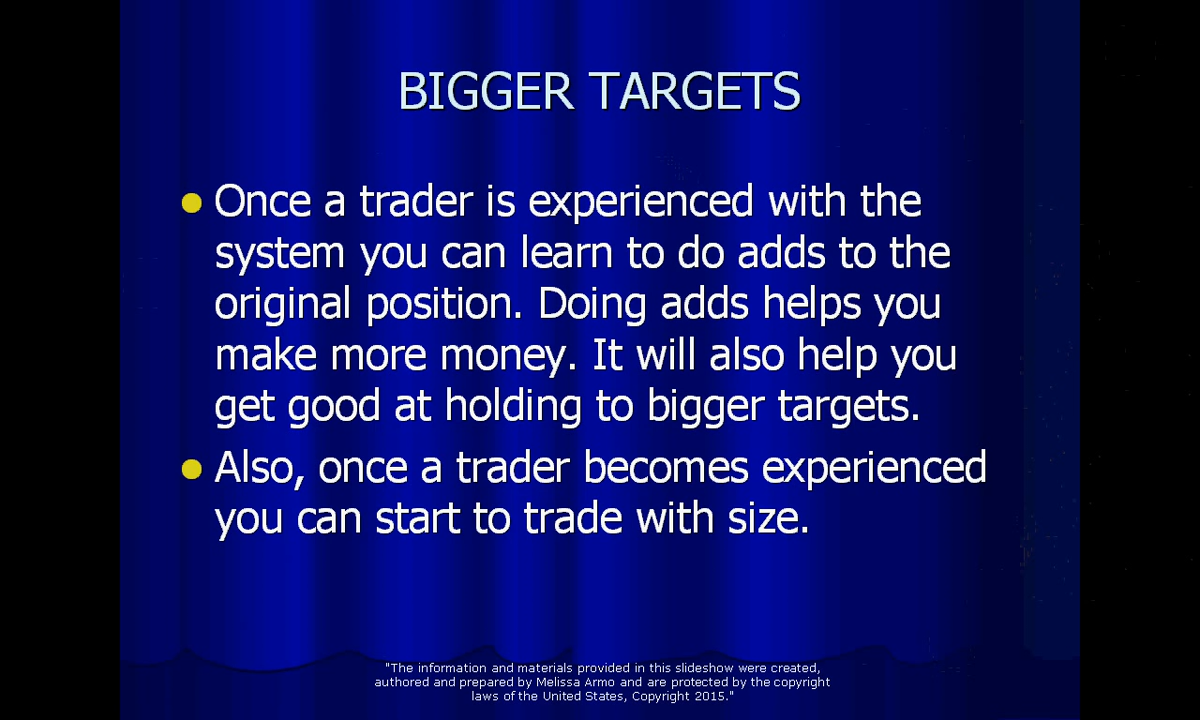 BIGGER TARGETS
Once a trader is experienced with the
system you can learn to do adds to the
original position. Doing adds helps you
make more money. It will also help you
get good at holding to bigger targets.
Also, once a trader becomes experienced
you can start to trade with size.
"The information and materials provided in this slideshow were created,
authored and prepared by Melissa Armo and are protected by the copyright
laws of the United States, Copyright 2015."